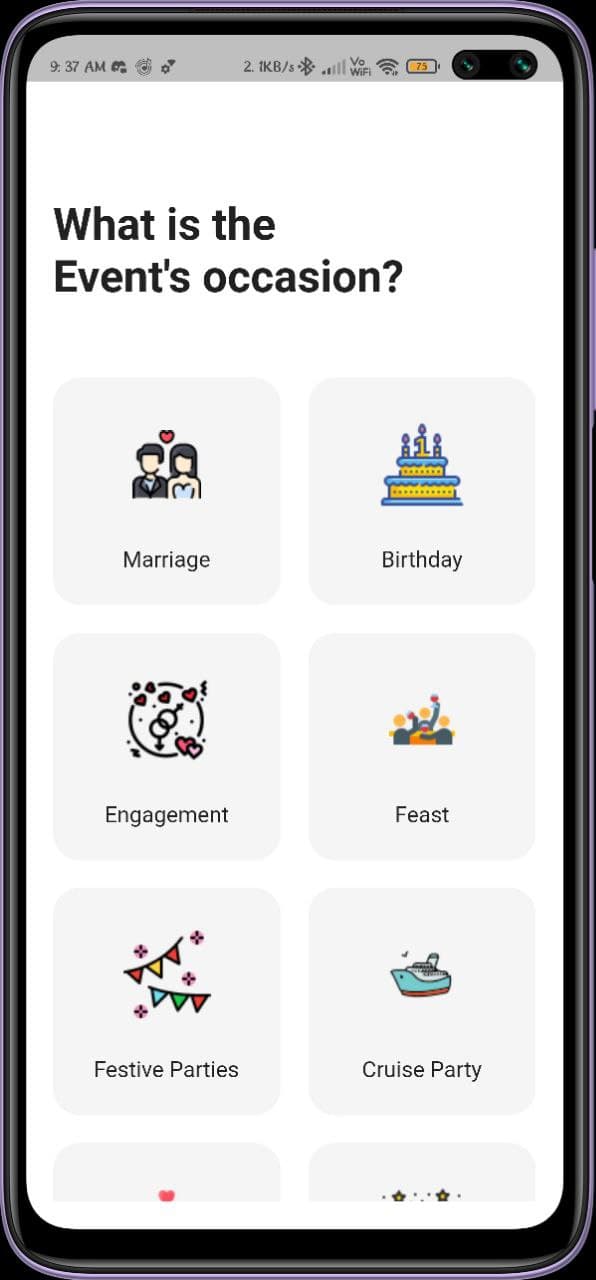 9:37 AM 2.1KB/s Vo WiFi 75
What is the
Event's occasion?
1
Marriage Birthday
Engagement Feast
Festive Parties Cruise Party